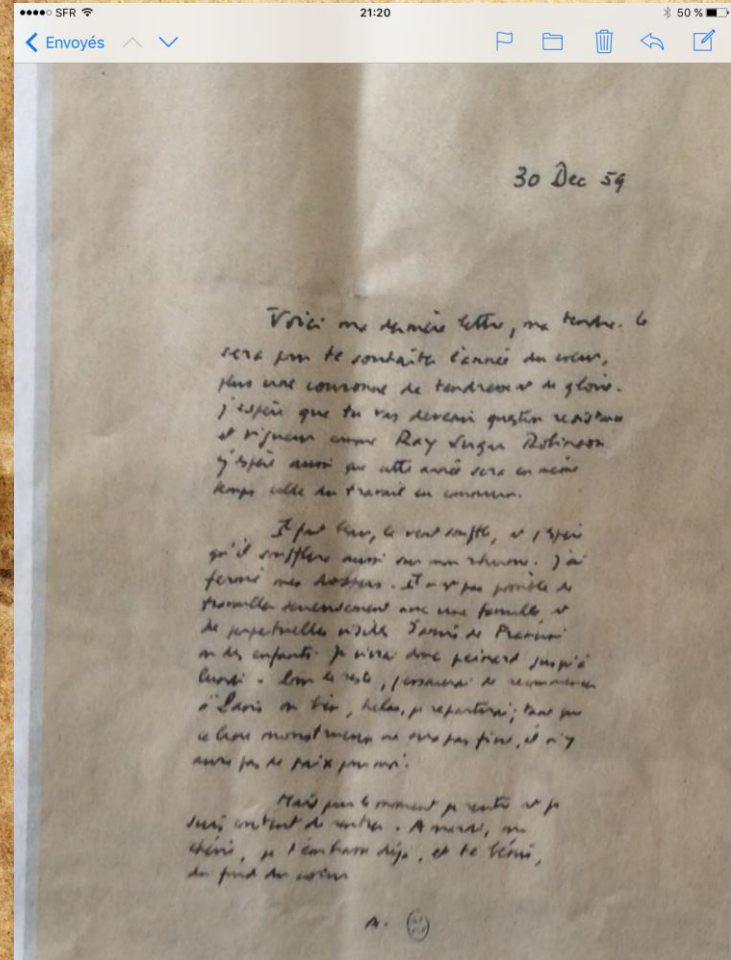 SFR 21:20 50 %
Envoyés
30 Dec 59
Voici ma dernière lettre, ma tendre. Ce
sera pour te souhaiter l'année du cœur,
plus une couronne de tendresse et de gloire.
J'espère que tu vas devenir question resistance
et vigueur comme Ray Sugar Robinson
J'espère aussi que cette année sera en même
temps celle du travail en commun.
Il fait beau, le vent souffle, et j'espère
qu'il soufflera aussi sur mon rhume. J'ai
fermé mes dossiers. Il n'est pas possible de
travailler sérieusement avec une famille et
de perpetuelles visites d'amis de Francine
ou des enfants. Je vivrai donc peinard jusqu'à
lundi. Pour le reste, j'essaierai de recommencer
à Paris ou bien, hélas, je repartirai; tant que
ce livre monstrueux ne sera pas fini, il n'y
aura pas de paix pour moi.
Mais pour le moment je rentre et je
suis content de rentrer. A mardi, ma
chérie, je t'embrasse déjà, et te bénis,
du fond du cœur
A.